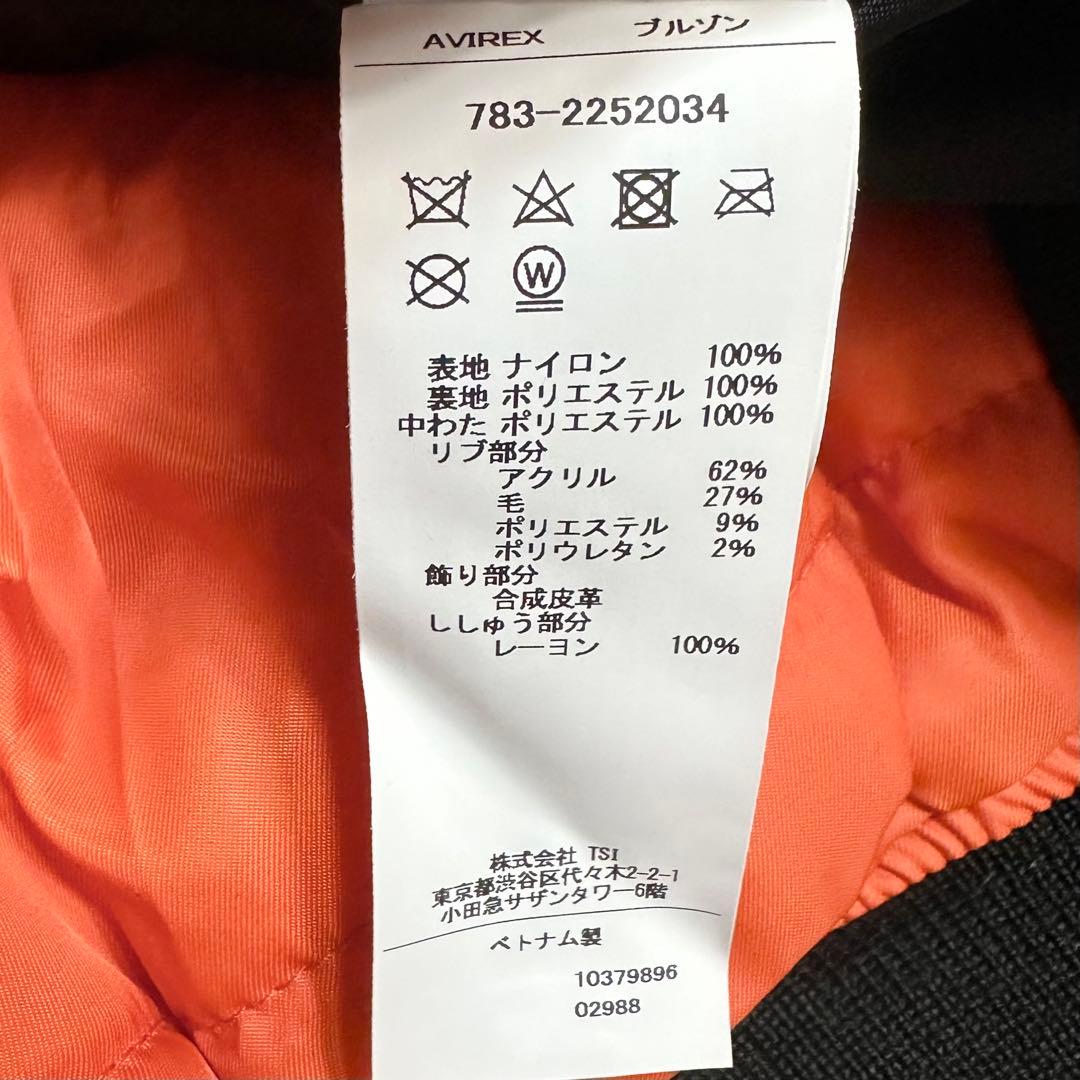 AVIREX ブルゾン
783-2252034
W
表地 ナイロン 100%
裏地 ポリエステル 100%
中わた ポリエステル 100%
リブ部分
アクリル 62%
毛 27%
ポリエステル 9%
ポリウレタン 2%
飾り部分
合成皮革
ししゅう部分
レーヨン 100%
株式会社 TSI
東京都渋谷区代々木2-2-1
小田急サザンタワー6階
ベトナム製
10379896
02988